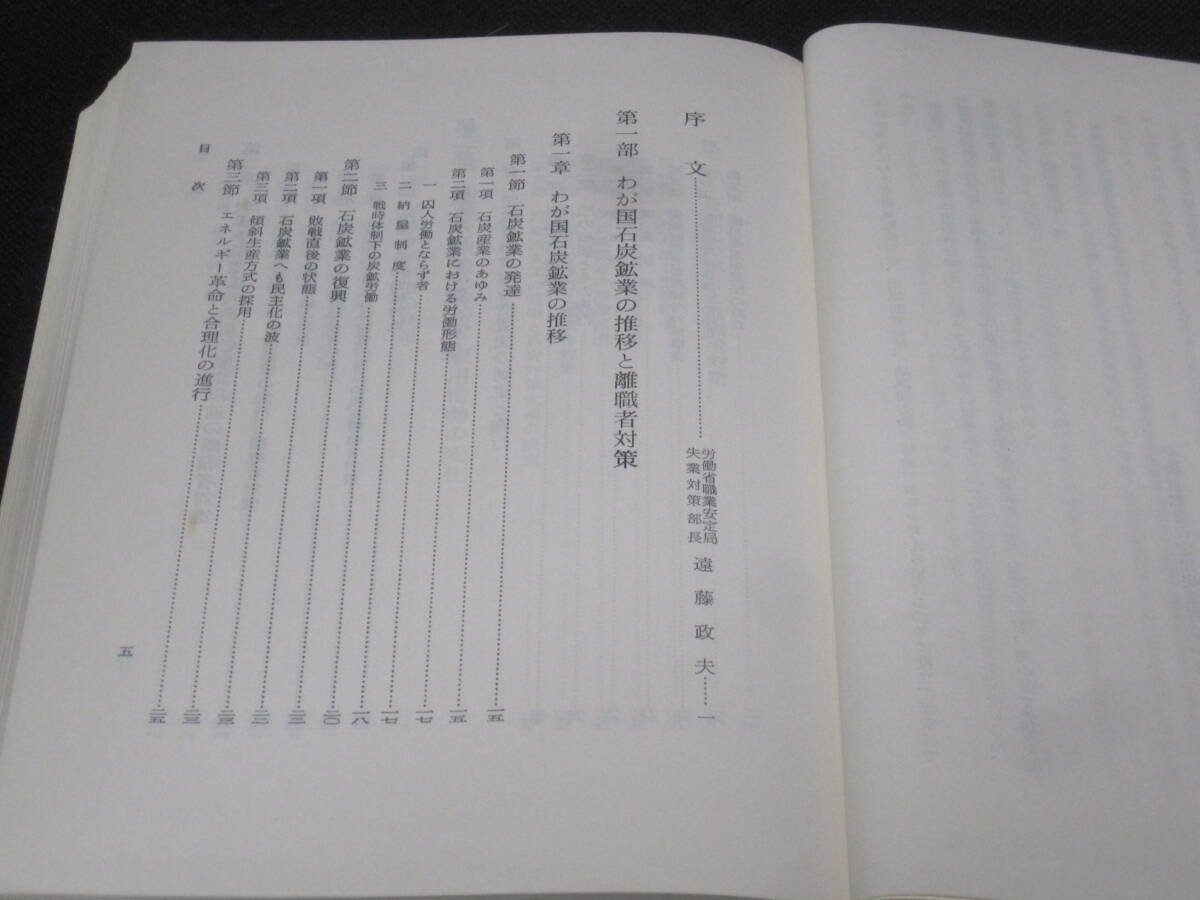 序文……労働省職業安定局
失業対策部長 遠藤政夫……一
第一部 わが国石炭鉱業の推移と離職者対策
第一章 わが国石炭鉱業の推移
第一節 石炭鉱業の発達……一五
第一項 石炭産業のあゆみ……一五
第二項 石炭鉱業における労働形態……一七
一 囚人労働とならず者……一七
二 納屋制度……一八
三 戦時体制下の炭鉱労働……二〇
第二節 石炭鉱業の復興……
第一項 敗戦直後の状態……
第二項 石炭鉱業へも民主化の波……二三
第三項 傾斜生産方式の採用……二三
第三節 エネルギー革命と合理化の進行……二五
目次
五